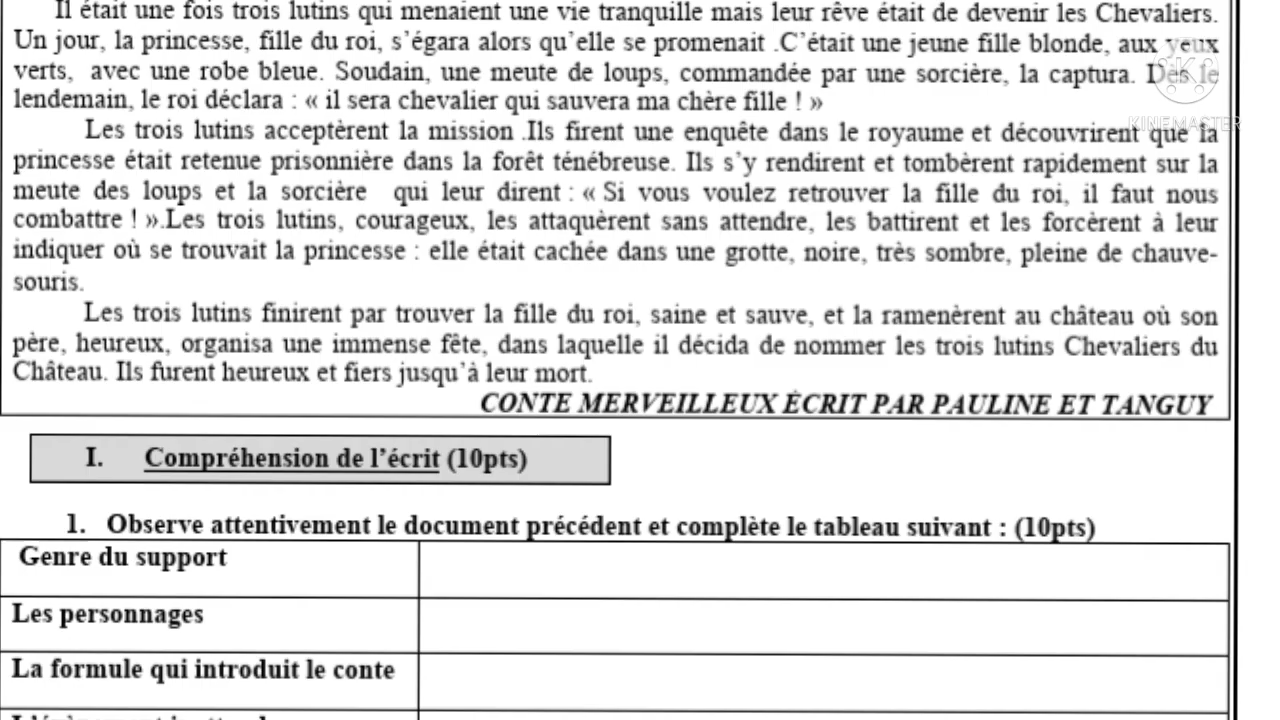 Il était une fois trois lutins qui menaient une vie tranquille mais leur rêve était de devenir les Chevaliers.
Un jour, la princesse, fille du roi, s'égara alors qu'elle se promenait .C'était une jeune fille blonde, aux yeux
verts, avec une robe bleue. Soudain, une meute de loups, commandée par une sorcière, la captura. Dès le
lendemain, le roi déclara : « il sera chevalier qui sauvera ma chère fille ! »
KINEMASTER
Les trois lutins acceptèrent la mission .Ils firent une enquête dans le royaume et découvrirent que la
princesse était retenue prisonnière dans la forêt ténébreuse. Ils s'y rendirent et tombèrent rapidement sur la
meute des loups et la sorcière qui leur dirent : « Si vous voulez retrouver la fille du roi, il faut nous
combattre ! ».Les trois lutins, courageux, les attaquèrent sans attendre, les battirent et les forcèrent à leur
indiquer où se trouvait la princesse : elle était cachée dans une grotte, noire, très sombre, pleine de chauve-
souris.
Les trois lutins finirent par trouver la fille du roi, saine et sauve, et la ramenèrent au château où son
père, heureux, organisa une immense fête, dans laquelle il décida de nommer les trois lutins Chevaliers du
Château. Ils furent heureux et fiers jusqu'à leur mort.
CONTE MERVEILLEUX ÉCRIT PAR PAULINE ET TANGUY
I. Compréhension de l'écrit (10pts)
1. Observe attentivement le document précédent et complète le tableau suivant : (10pts)
Genre du support
Les personnages
La formule qui introduit le conte